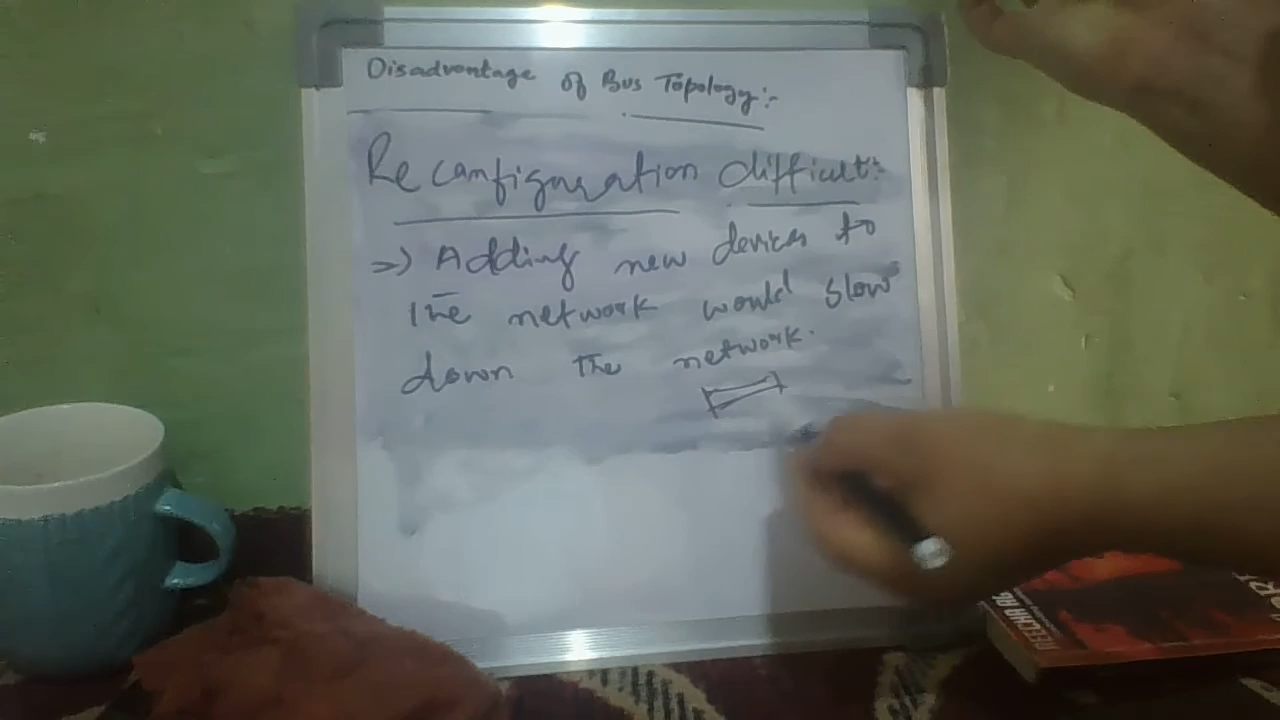 Disadvantage of Bus Topology:-
Reconfiguration difficult:
=> Adding new devices to
the network would slow
down the network.